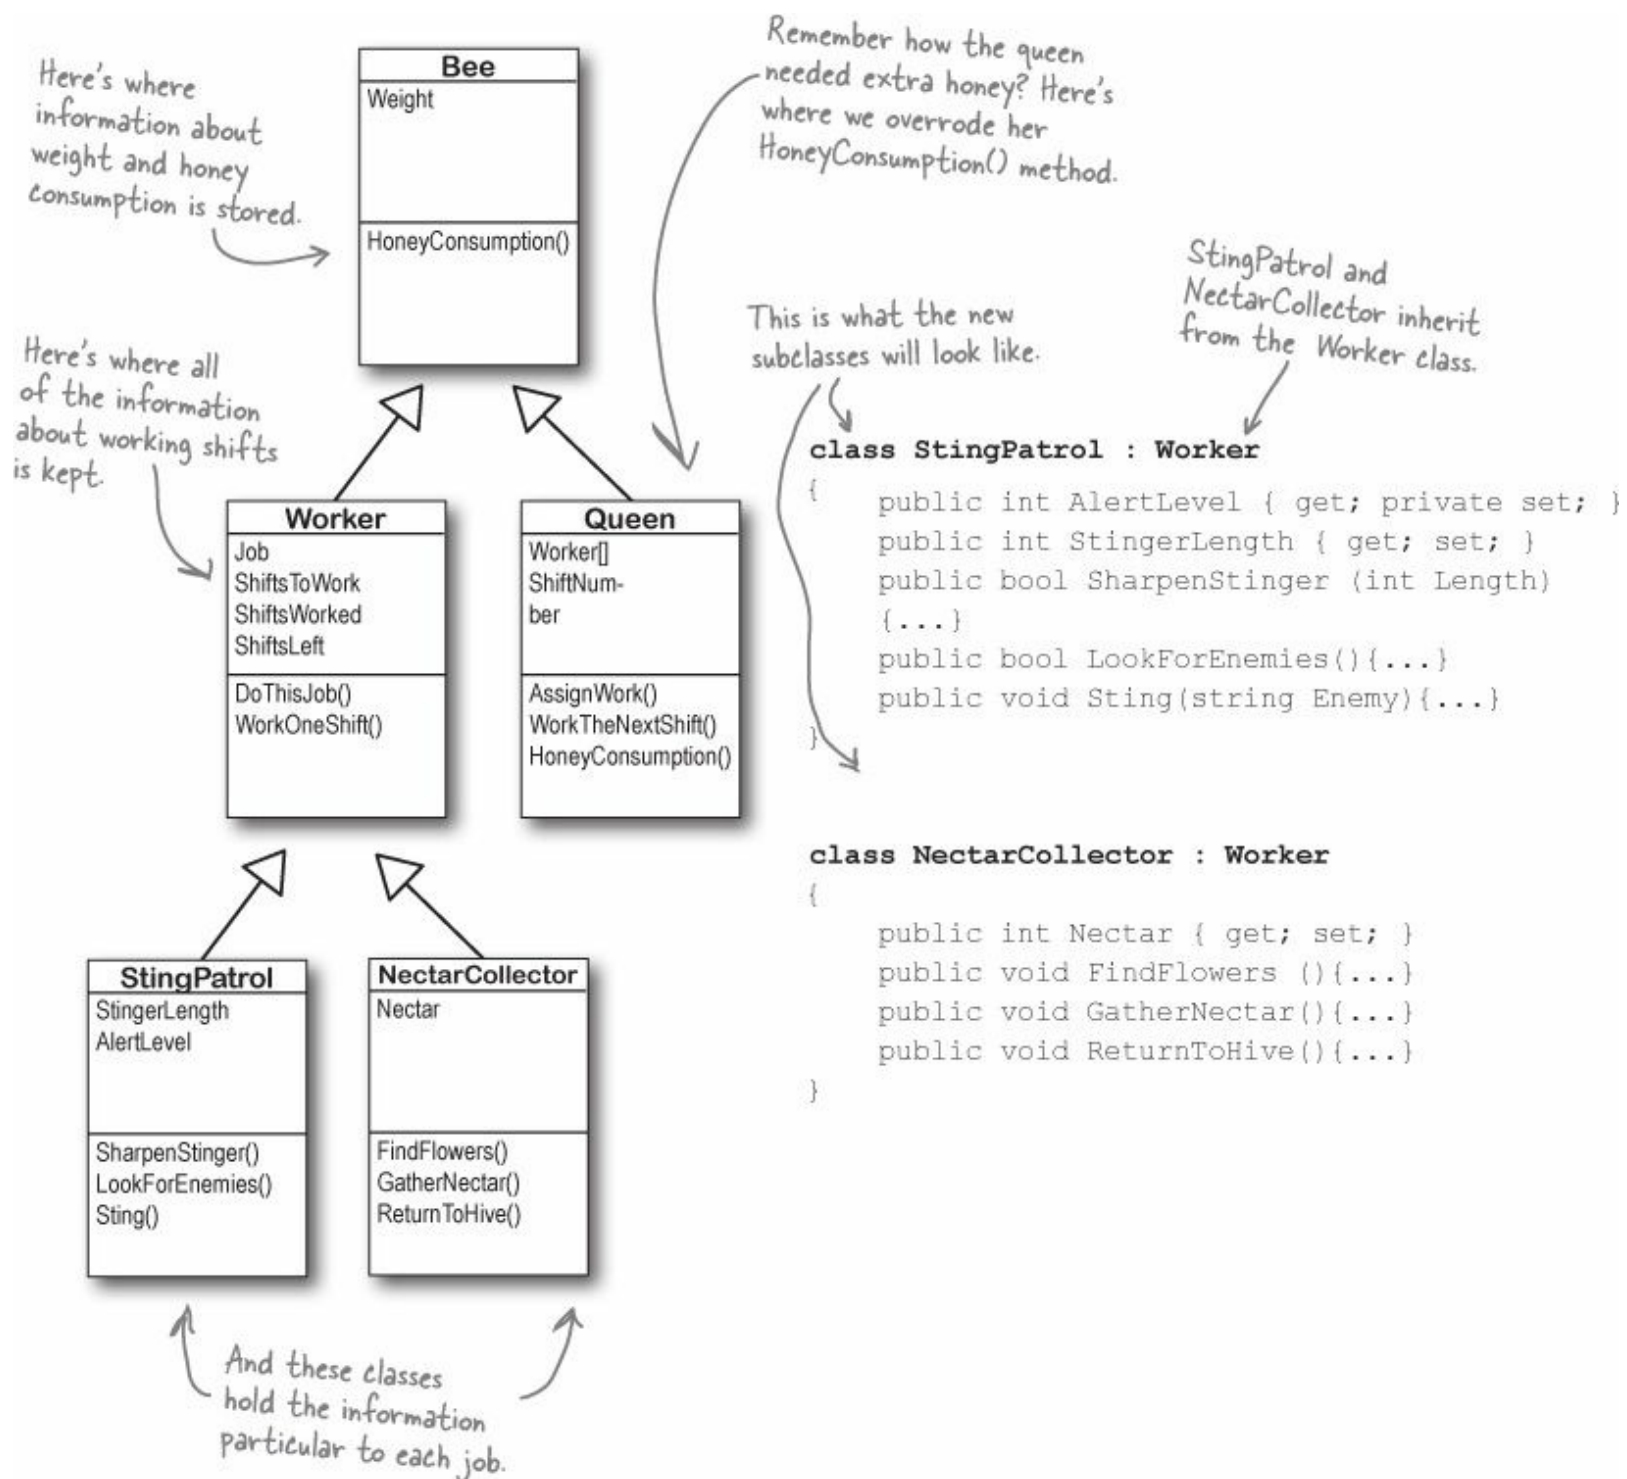 Here's where
information about
weight and honey
consumption is stored.
Bee
Weight
HoneyConsumption()
Remember how the queen
needed extra honey? Here's
where we overrode her
HoneyConsumption() method.
StingPatrol and
NectarCollector inherit
from the Worker class.
This is what the new
subclasses will look like.
Here's where all
of the information
about working shifts
is kept.
Worker
Job
ShiftsToWork
ShiftsWorked
ShiftsLeft
DoThisJob()
WorkOneShift()
Queen
Worker[]
ShiftNum-
ber
AssignWork()
WorkTheNextShift()
HoneyConsumption()
class StingPatrol : Worker
{
public int AlertLevel { get; private set; }
public int StingerLength { get; set; }
public bool SharpenStinger (int Length)
{...}
public bool LookForEnemies(){...}
public void Sting(string Enemy){...}
}
class NectarCollector : Worker
{
public int Nectar { get; set; }
public void FindFlowers (){...}
public void GatherNectar(){...}
public void ReturnToHive(){...}
}
StingPatrol
StingerLength
AlertLevel
SharpenStinger()
LookForEnemies()
Sting()
NectarCollector
Nectar
FindFlowers()
GatherNectar()
ReturnToHive()
And these classes
hold the information
particular to each job.